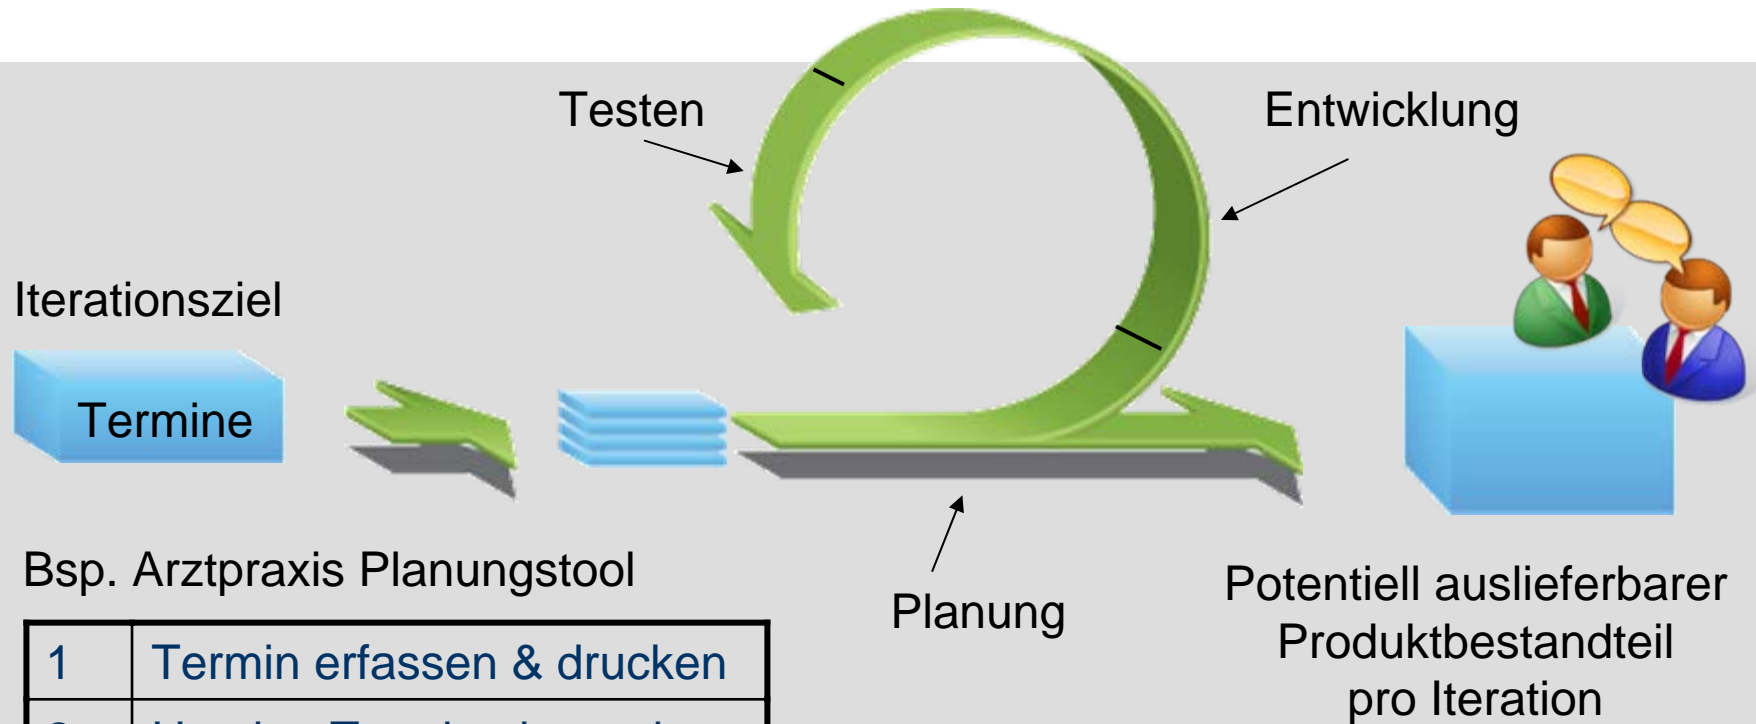 Testen
Entwicklung
Iterationsziel
Termine
Bsp. Arztpraxis Planungstool
Planung
Potentiell auslieferbarer
Produktbestandteil
pro Iteration
1 Termin erfassen & drucken